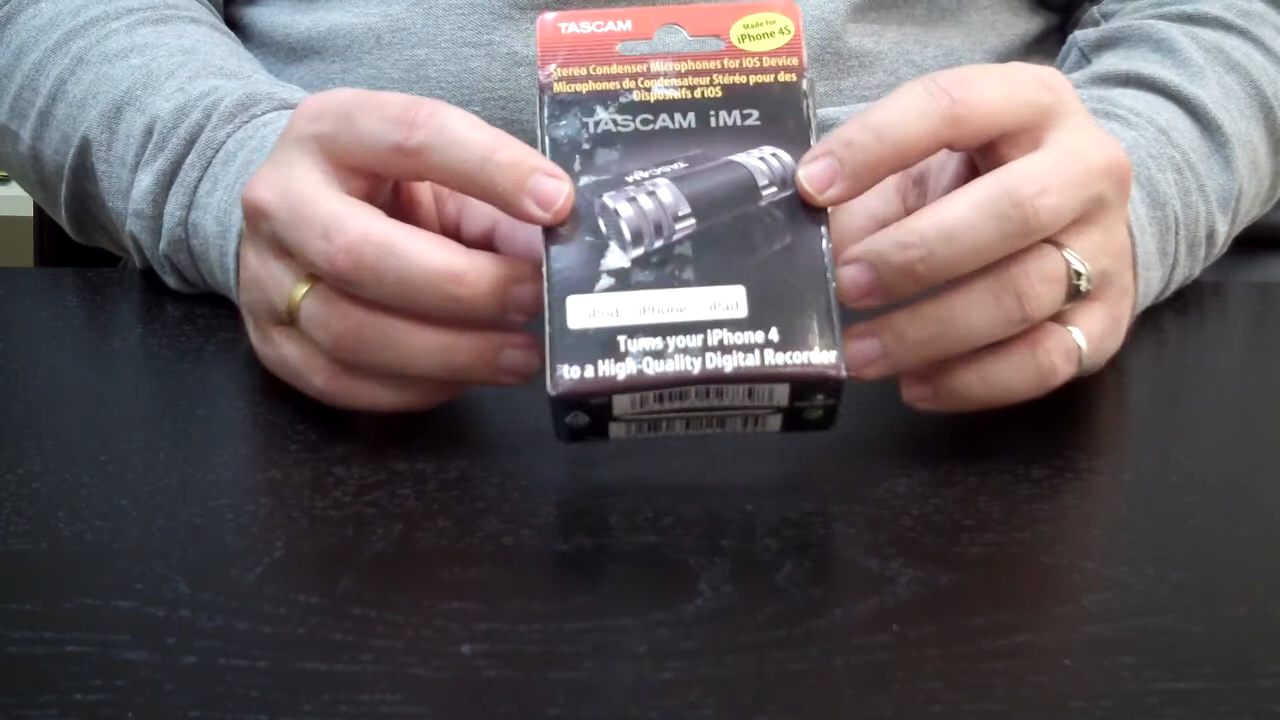 TASCAM
Made for
iPhone 4S
Stereo Condenser Microphones for iOS Device
Microphones de Condensateur Stéréo pour des
Dispositifs d'iOS
TASCAM iM2
TASCAM
iPod iPhone iPad
Turns your iPhone 4
to a High-Quality Digital Recorder